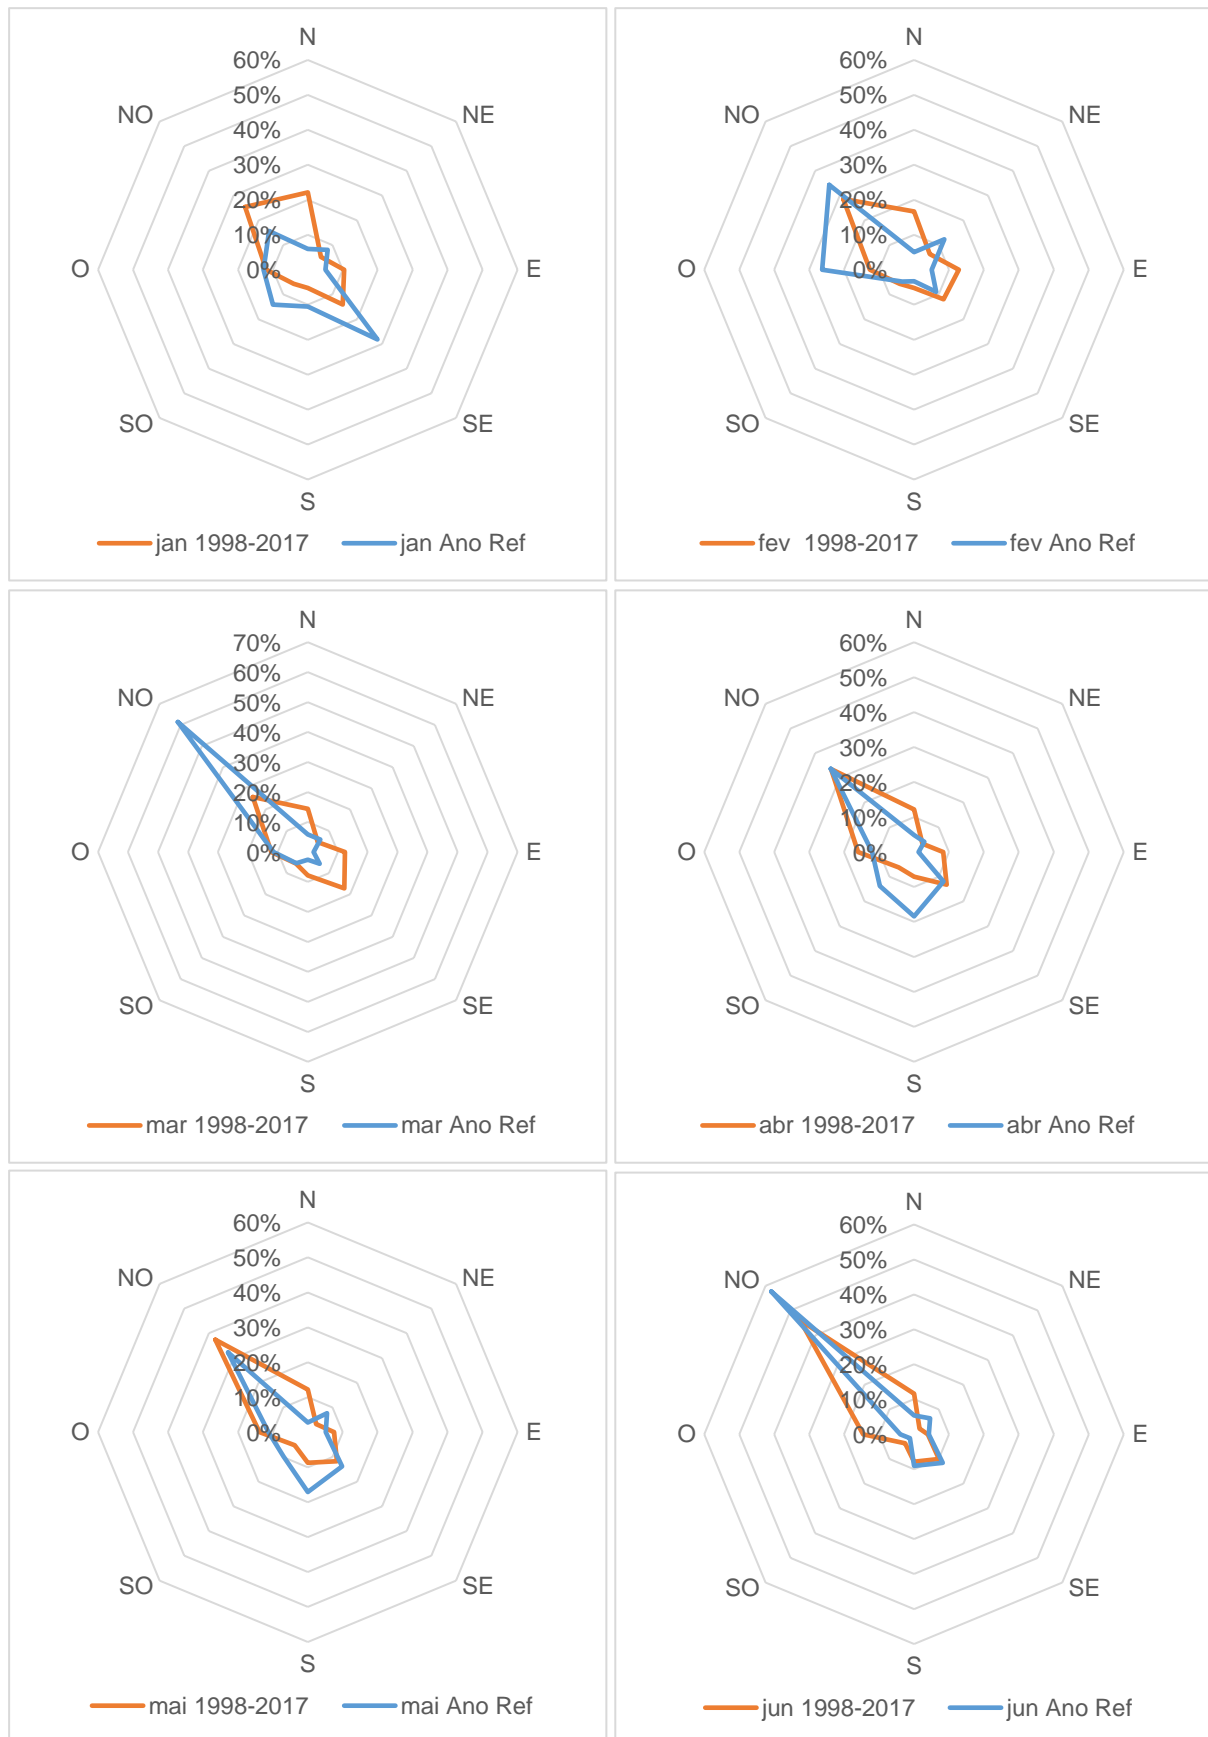 N
60%
50%
NO
NE
40%
30%
20%
10%
O
0%
E
SO
SE
S
jan 1998-2017
jan Ano Ref
N
60%
50%
NO
NE
40%
30%
20%
10%
O
0%
E
SO
SE
S
fev  1998-2017
fev Ano Ref
N
70%
60%
NO
NE
50%
40%
30%
20%
10%
O
0%
E
SO
SE
S
mar 1998-2017
mar Ano Ref
N
60%
50%
NO
NE
40%
30%
20%
10%
O
0%
E
SO
SE
S
abr 1998-2017
abr Ano Ref
N
60%
50%
NO
NE
40%
30%
20%
10%
O
0%
E
SO
SE
S
mai 1998-2017
mai Ano Ref
N
60%
50%
NO
NE
40%
30%
20%
10%
O
0%
E
SO
SE
S
jun 1998-2017
jun Ano Ref